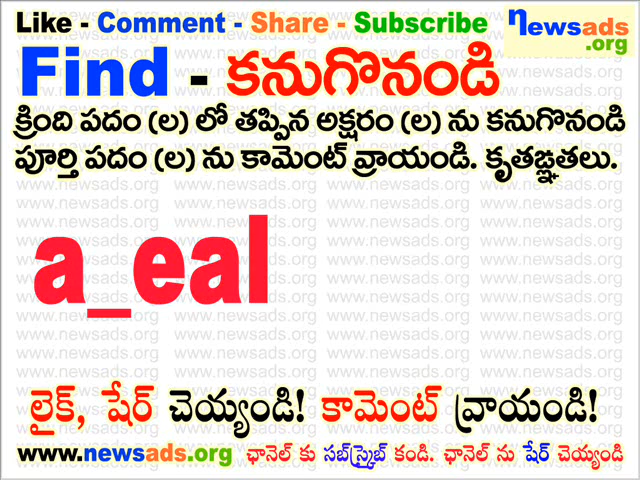 Like - Comment - Share - Subscribe
newsads
.org
Find - కనుగొనండి
క్రింది పదం (ల) లో తప్పిన అక్షరం (ల) ను కనుగొనండి
పూర్తి పదం (ల) ను కామెంట్ వ్రాయండి. కృతజ్ఞతలు.
a_eal
లైక్, షేర్ చెయ్యండి! కామెంట్ వ్రాయండి!
www.newsads.org ఛానెల్ కు సబ్‌స్క్రైబ్ కండి. ఛానెల్ ను షేర్ చెయ్యండి